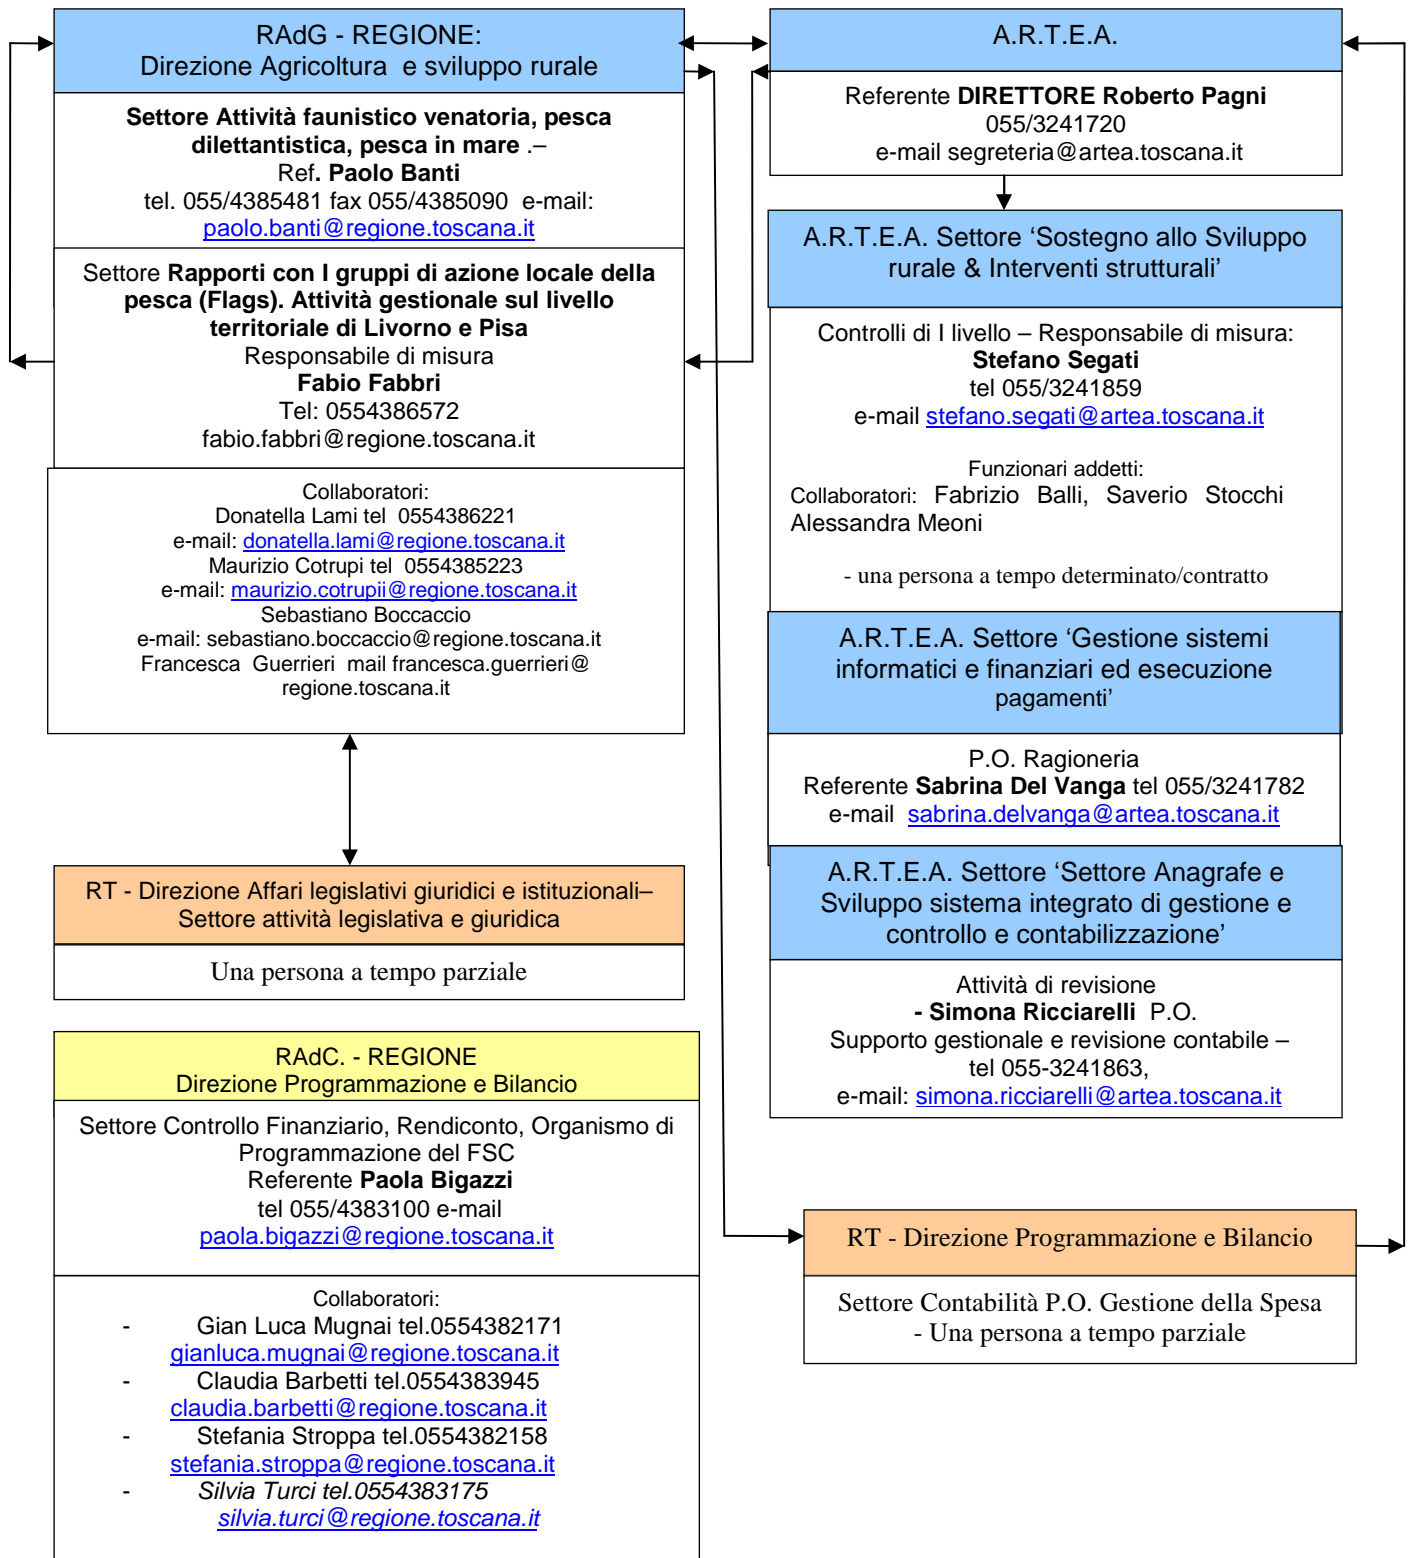 RAdG - REGIONE:
Direzione Agricoltura e sviluppo rurale
Settore Attività faunistico venatoria, pesca
dilettantistica, pesca in mare .–
Ref. Paolo Banti
tel. 055/4385481 fax 055/4385090 e-mail:
paolo.banti@regione.toscana.it
Settore Rapporti con I gruppi di azione locale della
pesca (Flags). Attività gestionale sul livello
territoriale di Livorno e Pisa
Responsabile di misura
Fabio Fabbri
Tel: 0554386572
fabio.fabbri@regione.toscana.it
Collaboratori:
Donatella Lami tel 0554386221
e-mail: donatella.lami@regione.toscana.it
Maurizio Cotrupi tel 0554385223
e-mail: maurizio.cotrupii@regione.toscana.it
Sebastiano Boccaccio
e-mail: sebastiano.boccaccio@regione.toscana.it
Francesca Guerrieri mail francesca.guerrieri@
regione.toscana.it
RT - Direzione Affari legislativi giuridici e istituzionali–
Settore attività legislativa e giuridica
Una persona a tempo parziale
RAdC. - REGIONE
Direzione Programmazione e Bilancio
Settore Controllo Finanziario, Rendiconto, Organismo di
Programmazione del FSC
Referente Paola Bigazzi
tel 055/4383100 e-mail
paola.bigazzi@regione.toscana.it
Collaboratori:
- Gian Luca Mugnai tel.0554382171
gianluca.mugnai@regione.toscana.it
- Claudia Barbetti tel.0554383945
claudia.barbetti@regione.toscana.it
- Stefania Stroppa tel.0554382158
stefania.stroppa@regione.toscana.it
- Silvia Turci tel.0554383175
silvia.turci@regione.toscana.it
A.R.T.E.A.
Referente DIRETTORE Roberto Pagni
055/3241720
e-mail segreteria@artea.toscana.it
A.R.T.E.A. Settore ‘Sostegno allo Sviluppo
rurale & Interventi strutturali’
Controlli di I livello – Responsabile di misura:
Stefano Segati
tel 055/3241859
e-mail stefano.segati@artea.toscana.it
Funzionari addetti:
Collaboratori: Fabrizio Balli, Saverio Stocchi
Alessandra Meoni
- una persona a tempo determinato/contratto
A.R.T.E.A. Settore ‘Gestione sistemi
informatici e finanziari ed esecuzione
pagamenti’
P.O. Ragioneria
Referente Sabrina Del Vanga tel 055/3241782
e-mail sabrina.delvanga@artea.toscana.it
A.R.T.E.A. Settore ‘Settore Anagrafe e
Sviluppo sistema integrato di gestione e
controllo e contabilizzazione’
Attività di revisione
- Simona Ricciarelli P.O.
Supporto gestionale e revisione contabile –
tel 055-3241863,
e-mail: simona.ricciarelli@artea.toscana.it
RT - Direzione Programmazione e Bilancio
Settore Contabilità P.O. Gestione della Spesa
- Una persona a tempo parziale